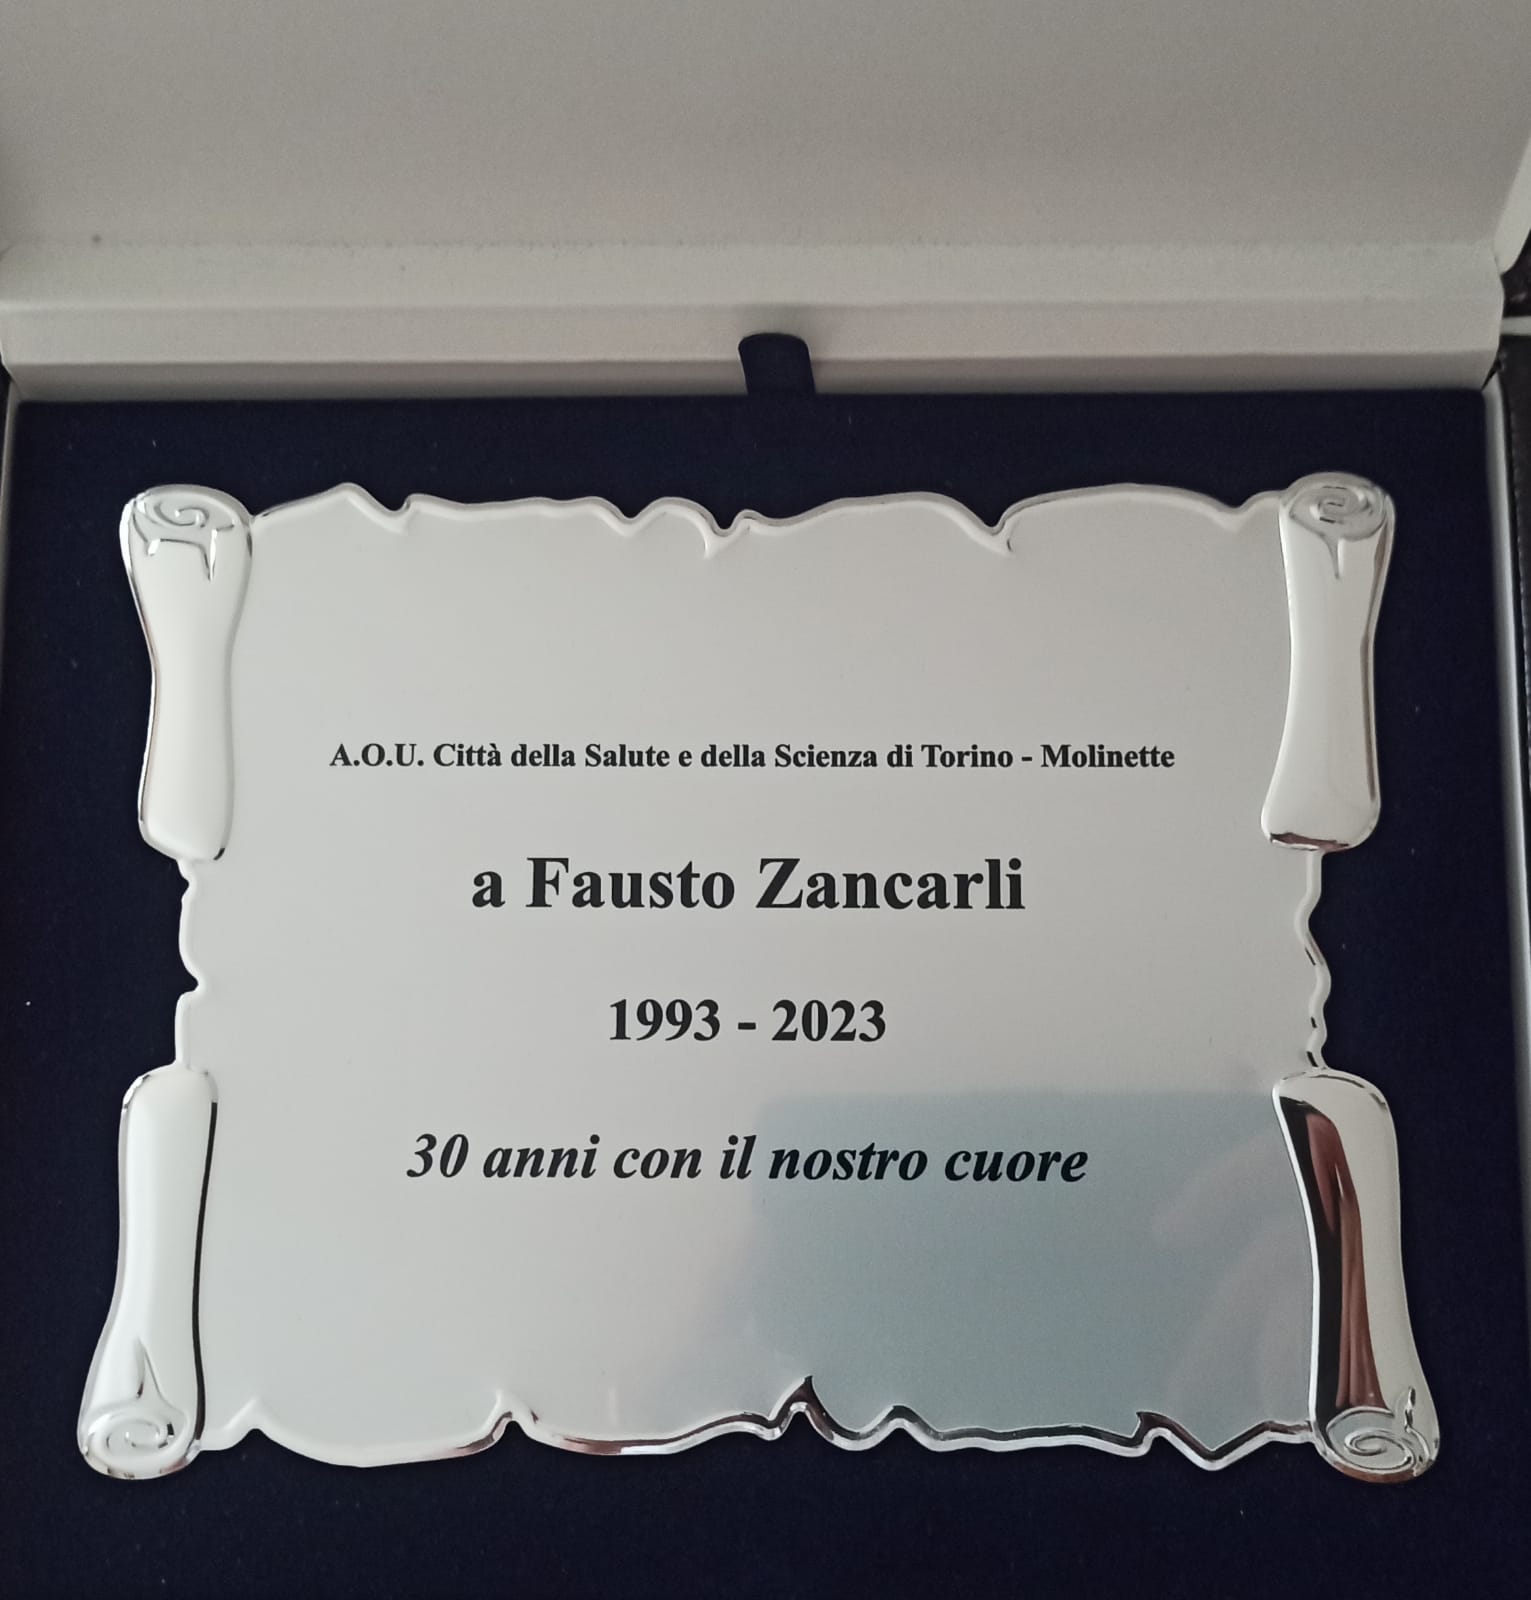 A.O.U. Città della Salute e della Scienza di Torino - Molinette
a Fausto Zancarli
1993 - 2023
30 anni con il nostro cuore